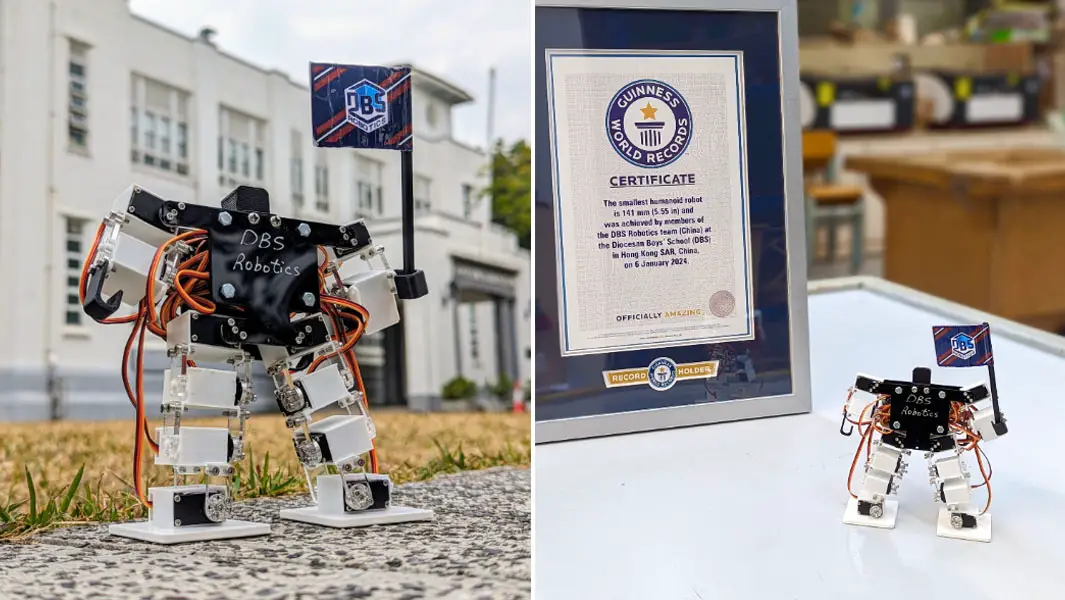 DBS
ROBOTICS
DBS
Robotics
GUINNESS
WORLD RECORDS
CERTIFICATE
The smallest humanoid robot
is 141 mm (5.55 in) and
was achieved by members of
the DBS Robotics team (China) at
the Diocesan Boys' School (DBS)
in Hong Kong SAR, China,
on 6 January 2024.
OFFICIALLY AMAZING
RECORD HOLDER
DBS
DBS
Robotics